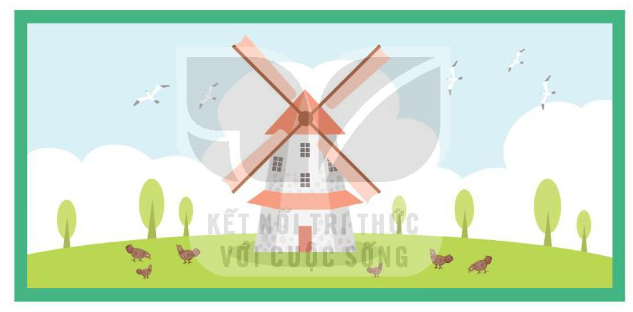 KẾT NỐI TRI THỨC
VỚI CUỘC SỐNG